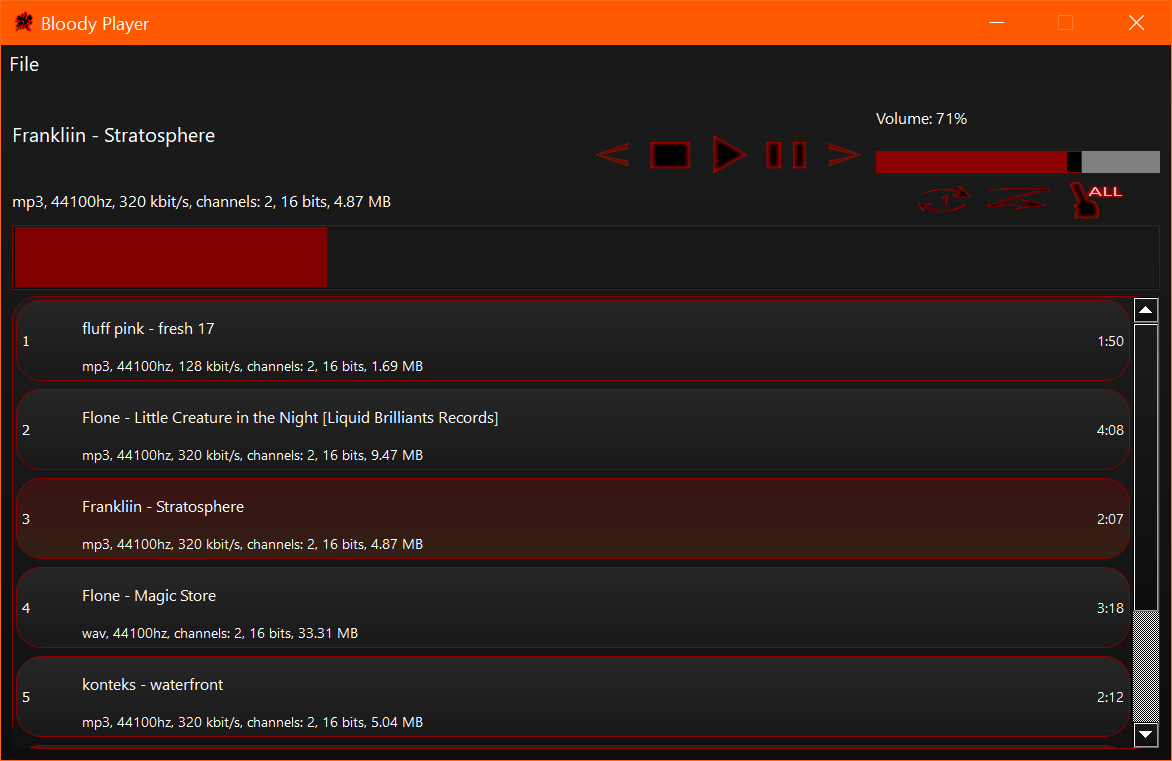 Bloody Player
File
Frankliin - Stratosphere
Volume: 71%
mp3, 44100hz, 320 kbit/s, channels: 2, 16 bits, 4.87 MB
1
ALL
1
fluff pink - fresh 17
1:50
mp3, 44100hz, 128 kbit/s, channels: 2, 16 bits, 1.69 MB
2
Flone - Little Creature in the Night [Liquid Brilliants Records]
4:08
mp3, 44100hz, 320 kbit/s, channels: 2, 16 bits, 9.47 MB
3
Frankliin - Stratosphere
2:07
mp3, 44100hz, 320 kbit/s, channels: 2, 16 bits, 4.87 MB
4
Flone - Magic Store
3:18
wav, 44100hz, channels: 2, 16 bits, 33.31 MB
5
konteks - waterfront
2:12
mp3, 44100hz, 320 kbit/s, channels: 2, 16 bits, 5.04 MB